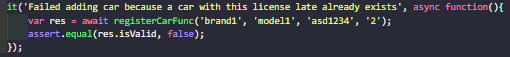 it('Failed adding car because a car with this license late already exists', async function(){
var res = await registerCarFunc('brand1', 'model1', 'asd1234', '2');
assert.equal(res.isValid, false);
});